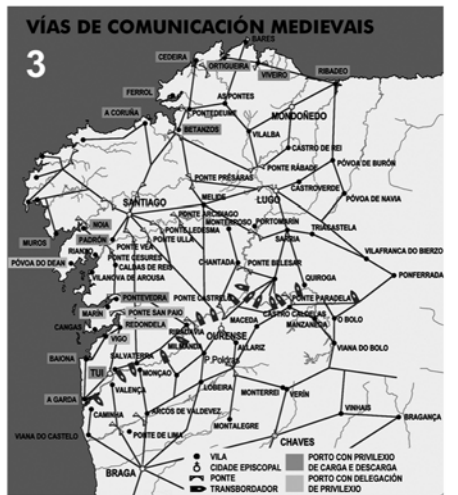 VÍAS DE COMUNICACIÓN MEDIEVAIS
3
BARES
CEDEIRA
ORTIGUEIRA
VIVEIRO
RIBADEO
FERROL
AS PONTES
A CORUÑA
PONTEDEUME
MONDOÑEDO
BETANZOS
VILALBA
CASTRO DE REI
PONTE RÁBADE
PÓVOA DE BURÓN
PONTE PRESARAS
CASTROVERDE
MELIDE
LUGO
PÓVOA DE NAVIA
SANTIAGO
PONTE ARCIDIAGO
MONTERROSO
PORTOMARÍN
NOIA
PONTE LEDESMA
TRIACASTELA
MUROS
PADRÓN
PONTE ULLA
SARRIA
RIANXO
PONTE VEA
VILAFRANCA DO BIERZO
PÓVOA DO DEAN
PONTE CESURES
CHANTADA
PONTE BELESAR
CALDAS DE REIS
QUIROGA
PONFERRADA
VILANOVA DE AROUSA
PONTEVEDRA
PONTE CASTRELO
PONTE PARADELA
MARÍN
PONTE SAN PAIO
CASTRO CALDELAS
CANGAS
REDONDELA
RIBADAVIA
MACEDA
MANZANEDA
O BOLO
VIGO
OURENSE
MILMANDA
ALLARIZ
VIANA DO BOLO
BAIONA
SALVATERRA
P.Poldras
TUI
MONÇAO
LOBEIRA
VALENÇA
MONTERREI
VERÍN
A GARDA
CAMINHA
ARCOS DE VALDEVEZ
VINHAIS
MONTALEGRE
BRAGANÇA
VIANA DO CASTELO
PONTE DE LIMA
CHAVES
BRAGA
VILA
CIDADE EPISCOPAL
PONTE
TRANSBORDADOR
PORTO CON PRIVILEXIO
DE CARGA E DESCARGA
PORTO CON DELEGACIÓN
DE PRIVILEXIO